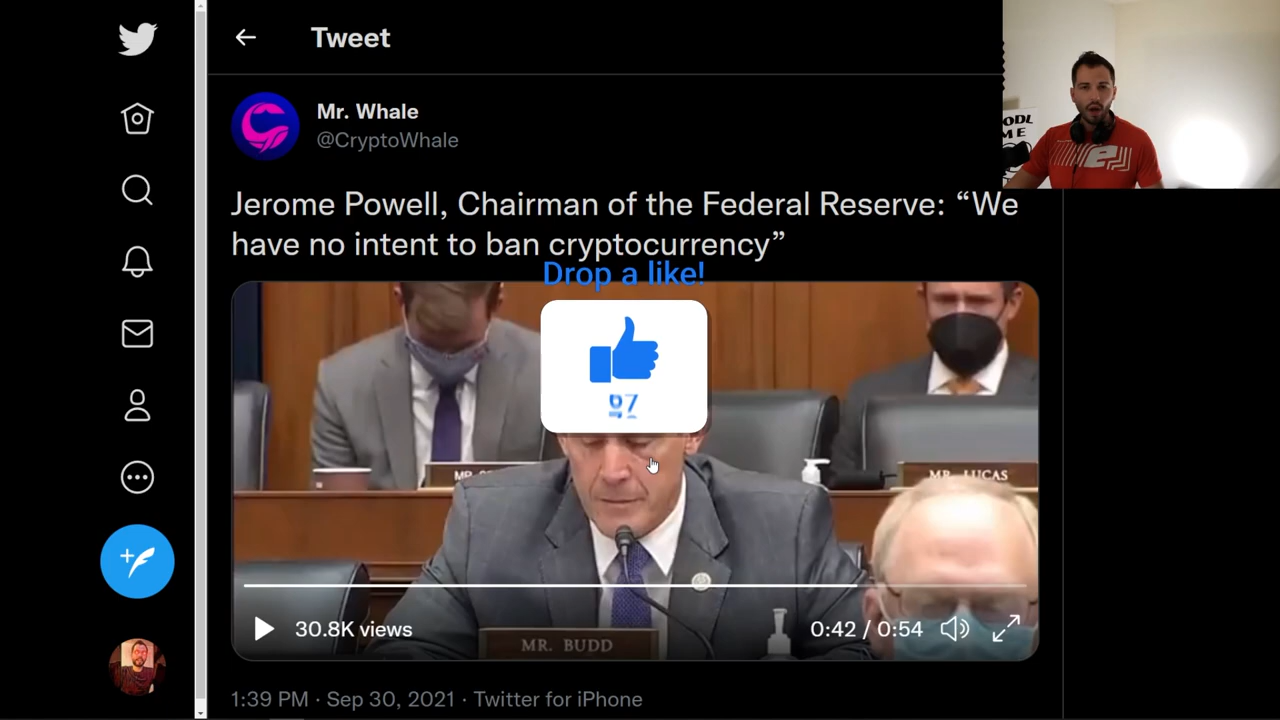 Tweet
Mr. Whale
@CryptoWhale
ODL
M E
Jerome Powell, Chairman of the Federal Reserve: “We
have no intent to ban cryptocurrency”
Drop a like!
MR. LUCAS
30.8K views
0:42 / 0:54
MR. BUDD
1:39 PM · Sep 30, 2021 · Twitter for iPhone